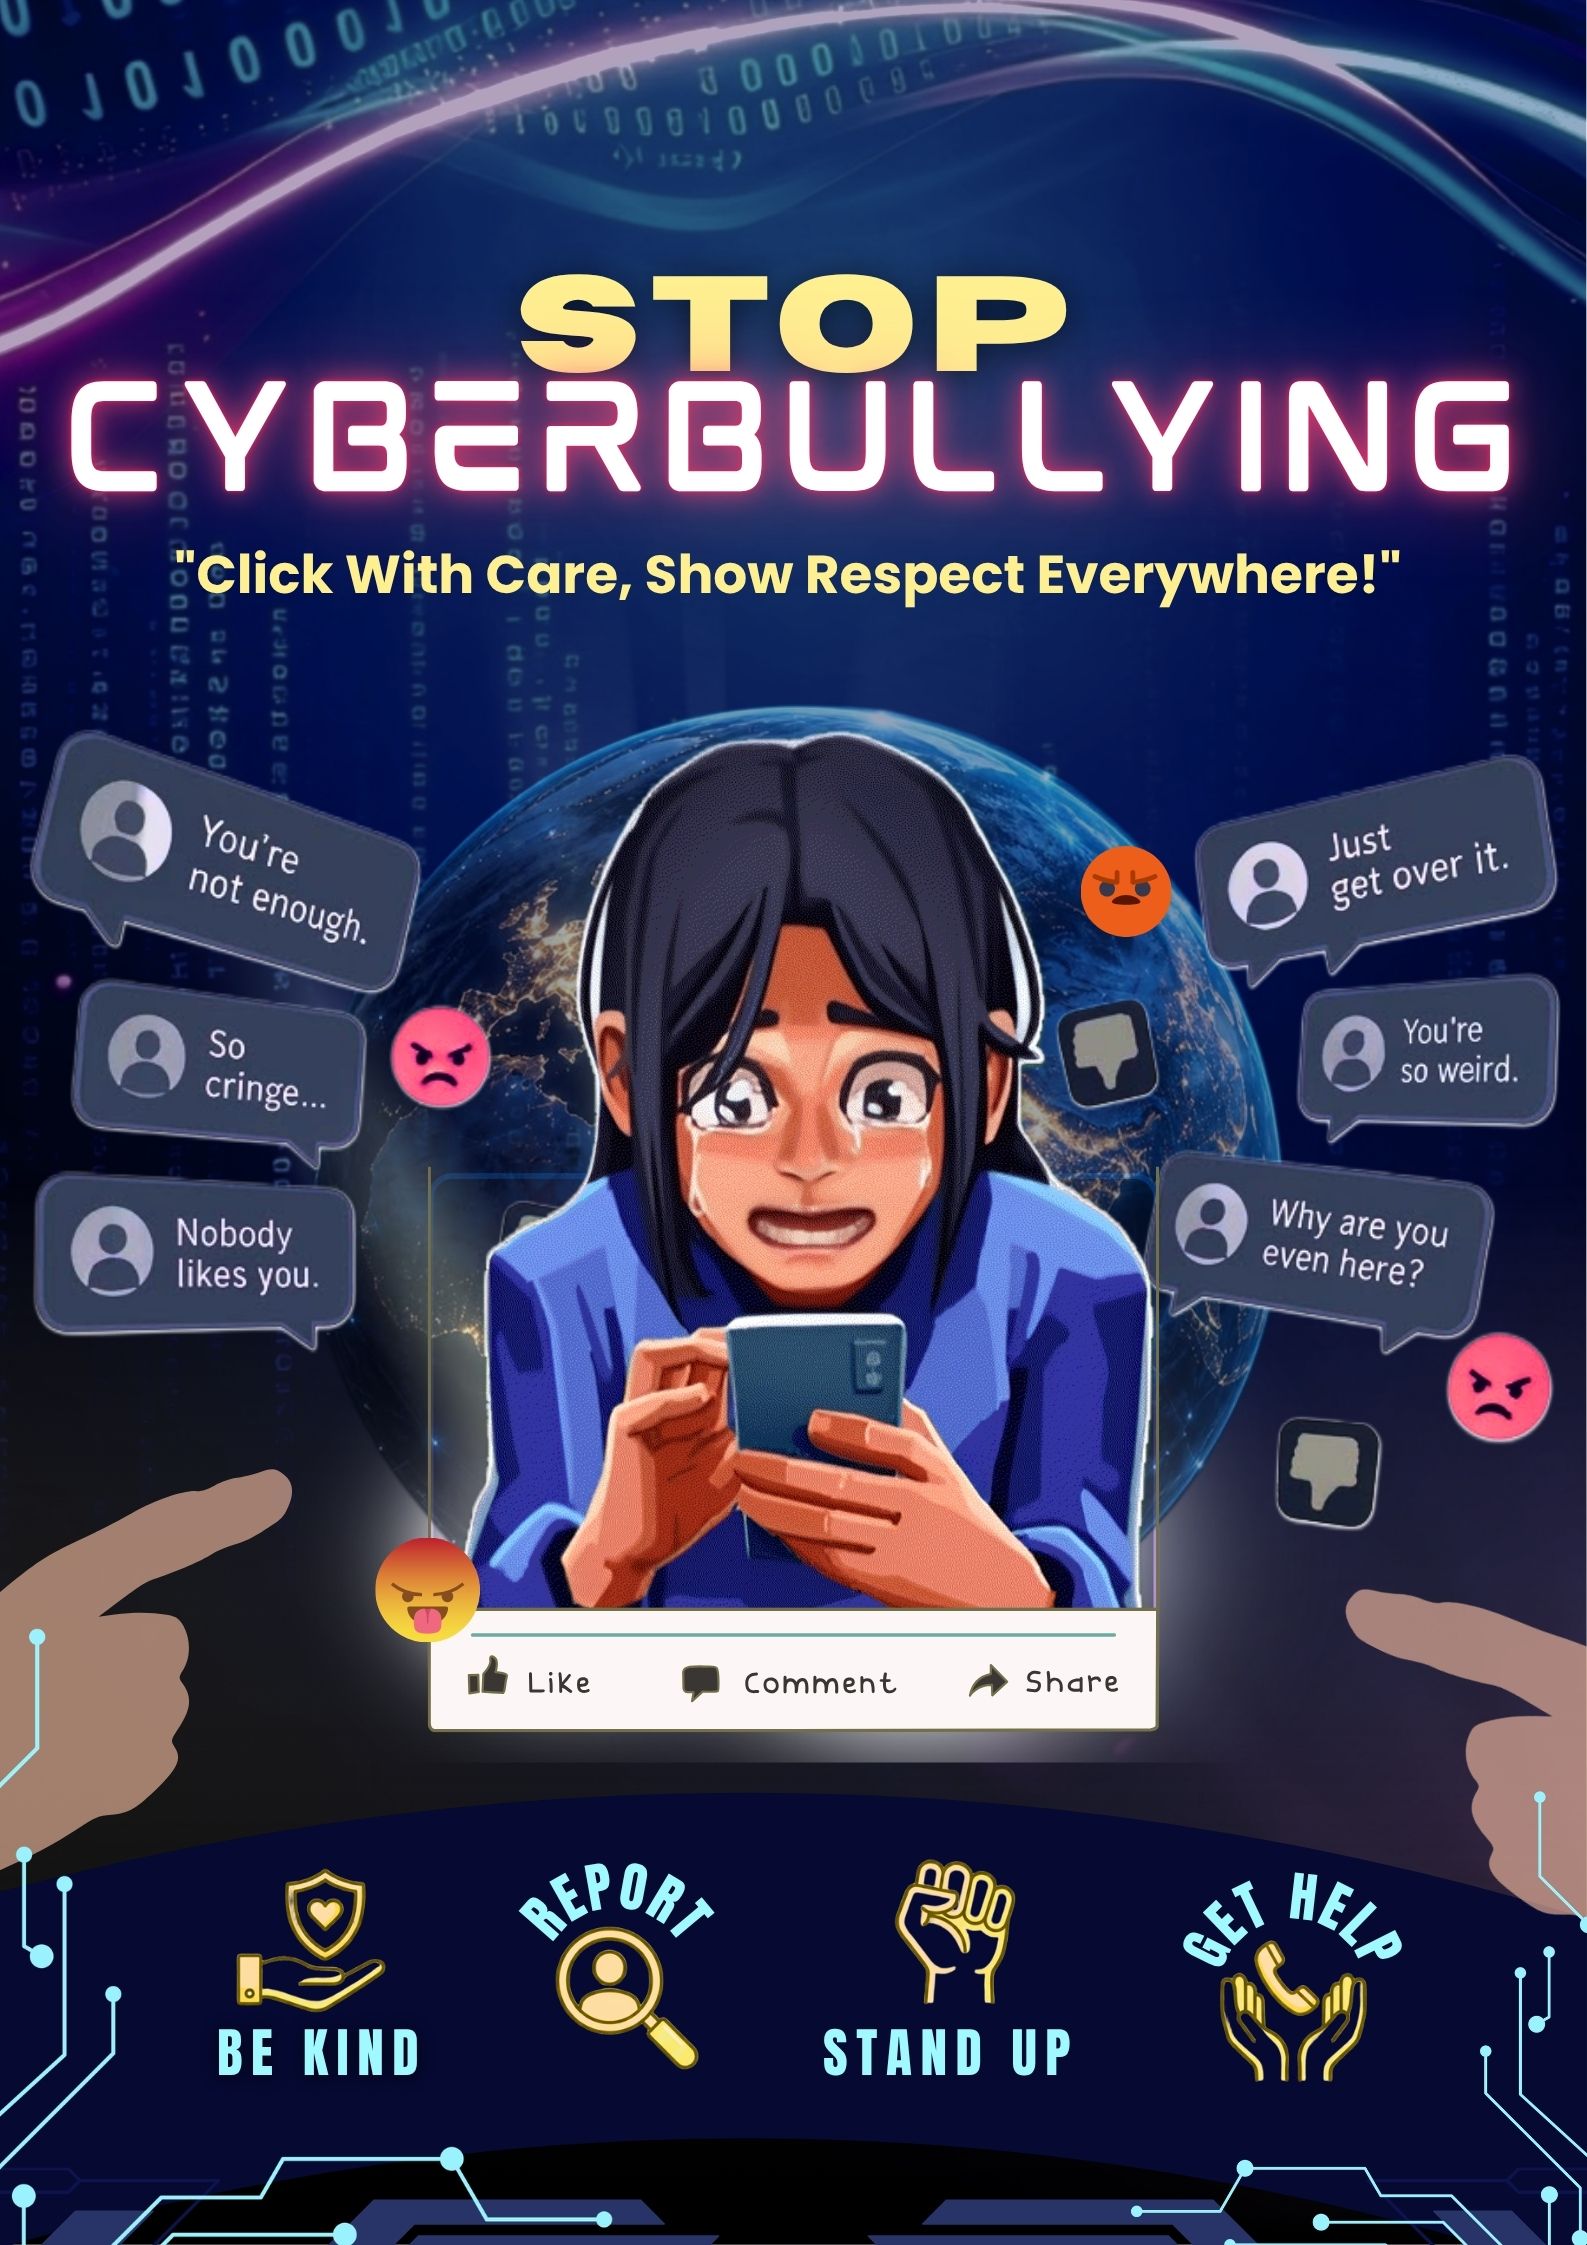 STOP
CYBERBULLYING
"Click With Care, Show Respect Everywhere!"
You're
not enough.
Just
get over it.
So
cringe...
You're
so weird.
Nobody
likes you.
Why are you
even here?
Like
Comment
Share
BE KIND
REPORT
STAND UP
GET HELP